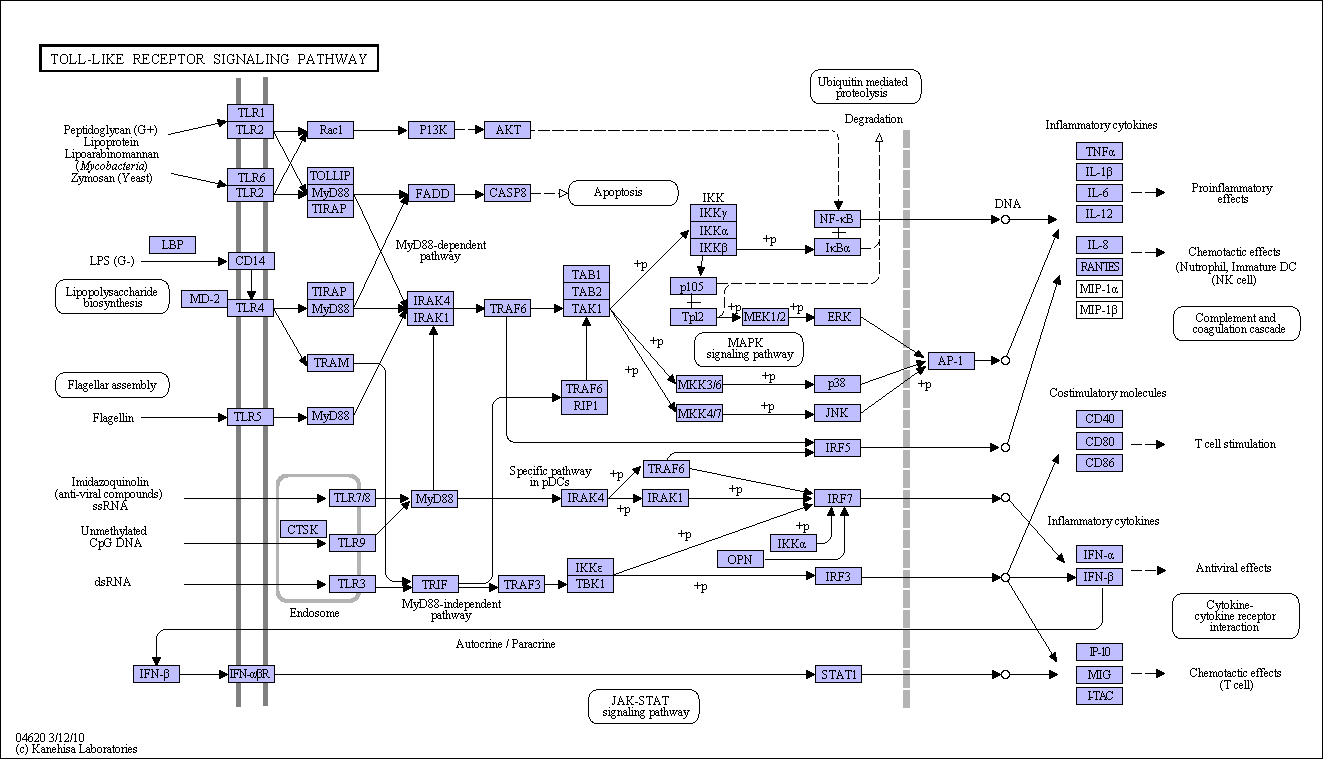 TOLL-LIKE RECEPTOR SIGNALING PATHWAY
Ubiquitin mediated
proteolysis
Degradation
Inflammatory cytokines
TLR1
TLR2
Peptidoglycan (G+)
Lipoprotein
Lipoarabinomannan
(Mycobacteria)
Zymosan (Yeast)
Rac1
P13K
AKT
TLR6
TLR2
TOLLIP
MyD88
TIRAP
FADD
CASP8
Apoptosis
IKK
IKKγ
IKKα
IKKβ
+p
NF-κB
IκBα
DNA
TNFα
IL-1β
IL-6
IL-12
Proinflammatory
effects
LBP
LPS (G-)
CD14
MyD88-dependent
pathway
IL-8
RANTES
MIP-1α
MIP-1β
Chemotactic effects
(Nutrophil, Immature DC
(NK cell)
Lipopolysaccharide
biosynthesis
MD-2
TLR4
TIRAP
MyD88
IRAK4
IRAK1
TRAF6
TAB1
TAB2
TAK1
+p
p105
Tpl2
+p
MEK1/2
+p
ERK
Complement and
coagulation cascade
TRAM
+p
MAPK
signaling pathway
AP-1
+p
Flagellar assembly
+p
MKK3/6
+p
p38
TRAF6
RIP1
MKK4/7
+p
JNK
Costimulatory molecules
Flagellin
TLR5
MyD88
CD40
CD80
CD86
T cell stimulation
IRF5
Specific pathway
in pDCs
TRAF6
+p
Imidazoquinolin
(anti-viral compounds)
ssRNA
TLR7/8
MyD88
IRAK4
+p
IRAK1
+p
IRF7
Unmethylated
CpG DNA
CTSK
TLR9
+p
+p
IKKα
OPN
Inflammatory cytokines
IFN-α
IFN-β
Antiviral effects
dsRNA
TLR3
TRIF
TRAF3
IKKε
TBK1
+p
IRF3
Endosome
MyD88-independent
pathway
Cytokine-
cytokine receptor
interaction
Autocrine / Paracrine
IFN-β
IFN-αβR
STAT1
IP-10
MIG
I-TAC
Chemotactic effects
(T cell)
JAK-STAT
signaling pathway
04620 3/12/10
(c) Kanehisa Laboratories